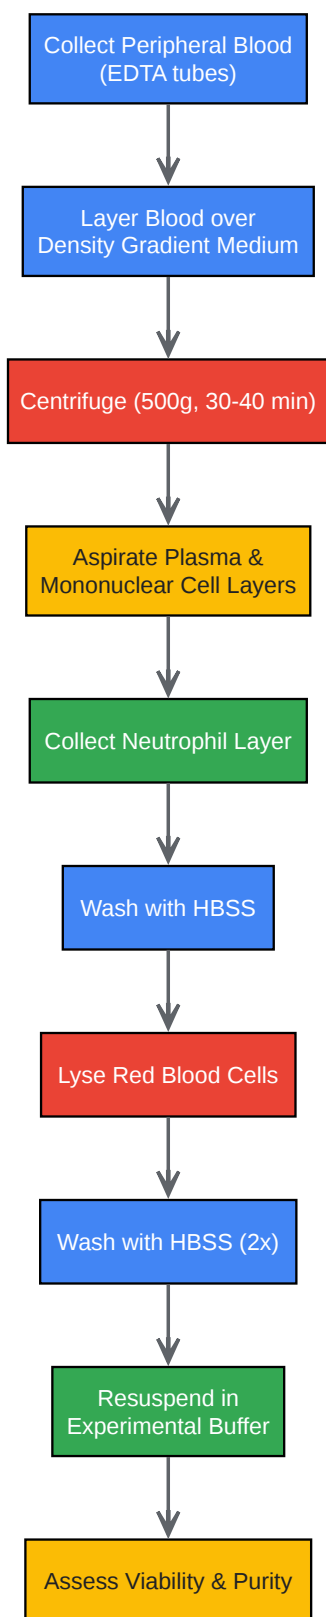 Collect Peripheral Blood
(EDTA tubes)
Layer Blood over
Density Gradient Medium
Centrifuge (500g, 30-40 min)
Aspirate Plasma &
Mononuclear Cell Layers
Collect Neutrophil Layer
Wash with HBSS
Lyse Red Blood Cells
Wash with HBSS (2x)
Resuspend in
Experimental Buffer
Assess Viability & Purity